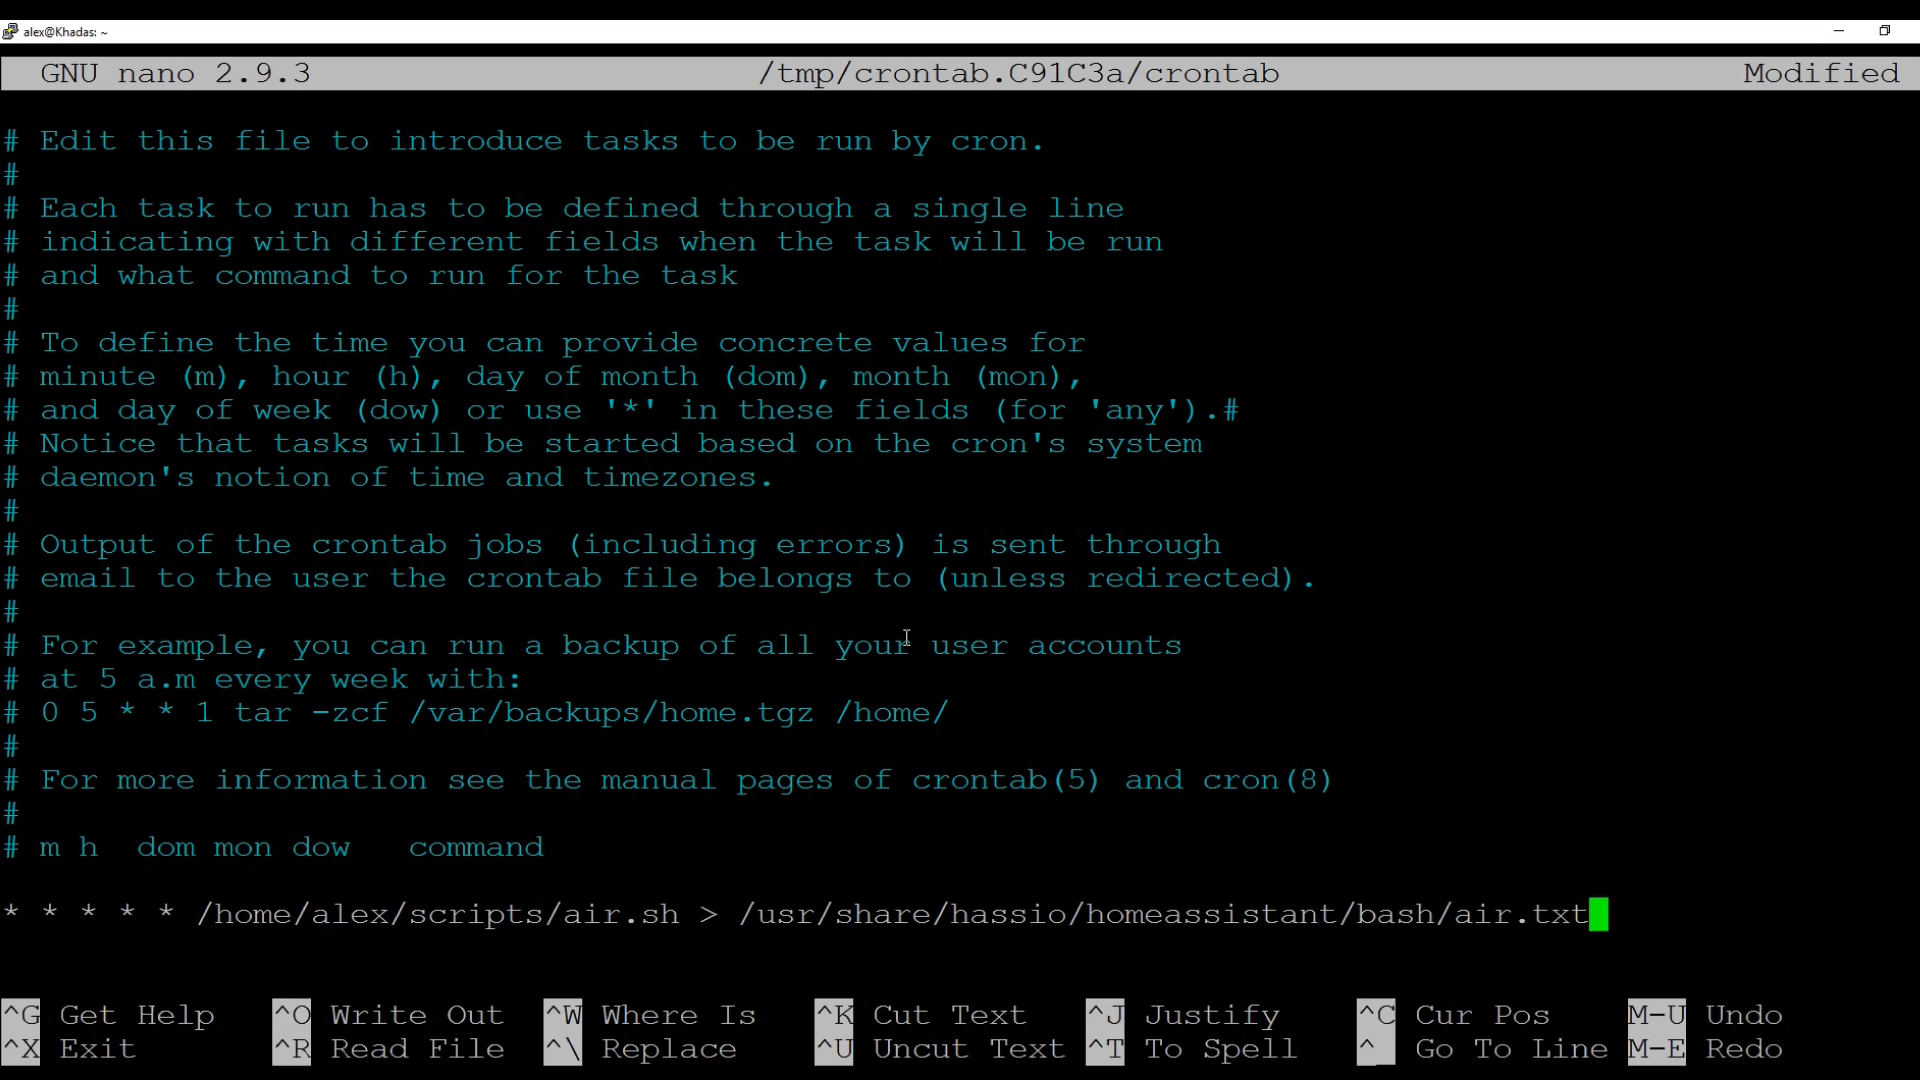 alex@Khadas: ~
GNU nano 2.9.3 /tmp/crontab.C91C3a/crontab Modified
# Edit this file to introduce tasks to be run by cron.
#
# Each task to run has to be defined through a single line
# indicating with different fields when the task will be run
# and what command to run for the task
#
# To define the time you can provide concrete values for
# minute (m), hour (h), day of month (dom), month (mon),
# and day of week (dow) or use '*' in these fields (for 'any').#
# Notice that tasks will be started based on the cron's system
# daemon's notion of time and timezones.
#
# Output of the crontab jobs (including errors) is sent through
# email to the user the crontab file belongs to (unless redirected).
#
# For example, you can run a backup of all your user accounts
# at 5 a.m every week with:
# 0 5 * * 1 tar -zcf /var/backups/home.tgz /home/
#
# For more information see the manual pages of crontab(5) and cron(8)
#
# m h  dom mon dow   command
* * * * * /home/alex/scripts/air.sh > /usr/share/hassio/homeassistant/bash/air.txt
^G Get Help ^O Write Out ^W Where Is ^K Cut Text ^J Justify ^C Cur Pos M-U Undo
^X Exit ^R Read File ^\ Replace ^U Uncut Text ^T To Spell ^_ Go To Line M-E Redo